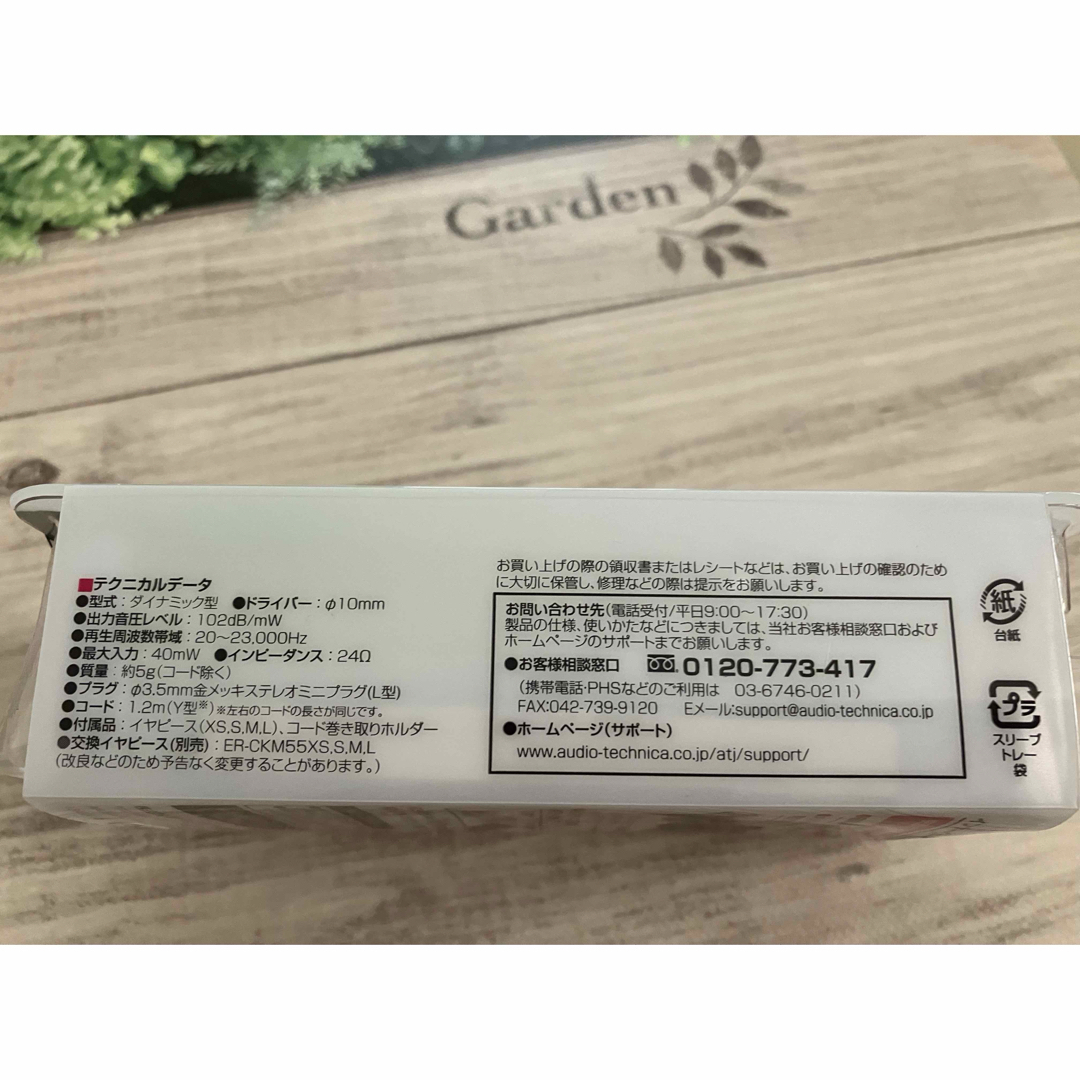 Garden
■テクニカルデータ
●型式：ダイナミック型 ●ドライバー：φ10mm
●出力音圧レベル：102dB/mW
●再生周波数帯域：20〜23,000Hz
●最大入力：40mW ●インピーダンス：24Ω
●質量：約5g（コード除く）
●プラグ：φ3.5mm金メッキステレオミニプラグ(L型)
●コード：1.2m（Y型※）※左右のコードの長さが同じです。
●付属品：イヤピース(XS,S,M,L)、コード巻き取りホルダー
●交換イヤピース（別売）：ER-CKM55XS,S,M,L
（改良などのため予告なく変更することがあります。）
お買い上げの際の領収書またはレシートなどは、お買い上げの確認のため
に大切に保管し、修理などの際は提示をお願いします。
お問い合わせ先（電話受付/平日9:00〜17:30）
製品の仕様、使いかたなどにつきましては、当社お客様相談窓口および
ホームページのサポートまでお願いします。
●お客様相談窓口 0120-773-417
（携帯電話・PHSなどのご利用は 03-6746-0211）
FAX:042-739-9120 Eメール:support@audio-technica.co.jp
●ホームページ（サポート）
www.audio-technica.co.jp/atj/support/
紙
台紙
プラ
スリーブ
トレー
袋